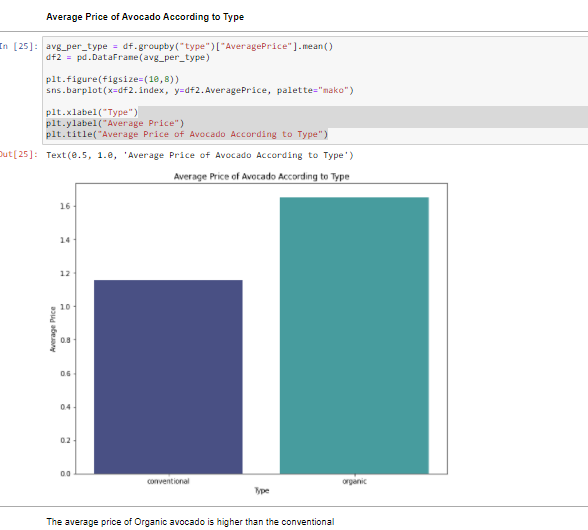 Average Price of Avocado According to Type
In [25]: avg_per_type = df.groupby("type")["AveragePrice"].mean()
df2 = pd.DataFrame(avg_per_type)
plt.figure(figsize=(10,8))
sns.barplot(x=df2.index, y=df2.AveragePrice, palette="mako")
plt.xlabel("Type")
plt.ylabel("Average Price")
plt.title("Average Price of Avocado According to Type")
Out[25]: Text(0.5, 1.0, 'Average Price of Avocado According to Type')
Average Price of Avocado According to Type
1.6
1.4
1.2
1.0
0.8
0.6
0.4
0.2
0.0
Average Price
conventional organic
Type
The average price of Organic avocado is higher than the conventional